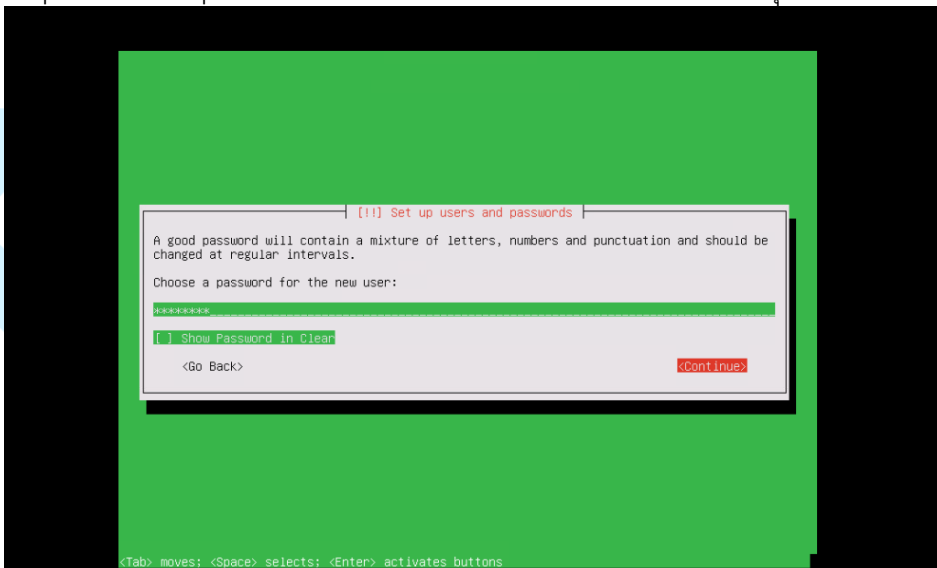 [!!] Set up users and passwords
A good password will contain a mixture of letters, numbers and punctuation and should be
changed at regular intervals.
Choose a password for the new user:
********
[ ] Show Password in Clear
<Go Back> <Continue>
<Tab> moves; <Space> selects; <Enter> activates buttons